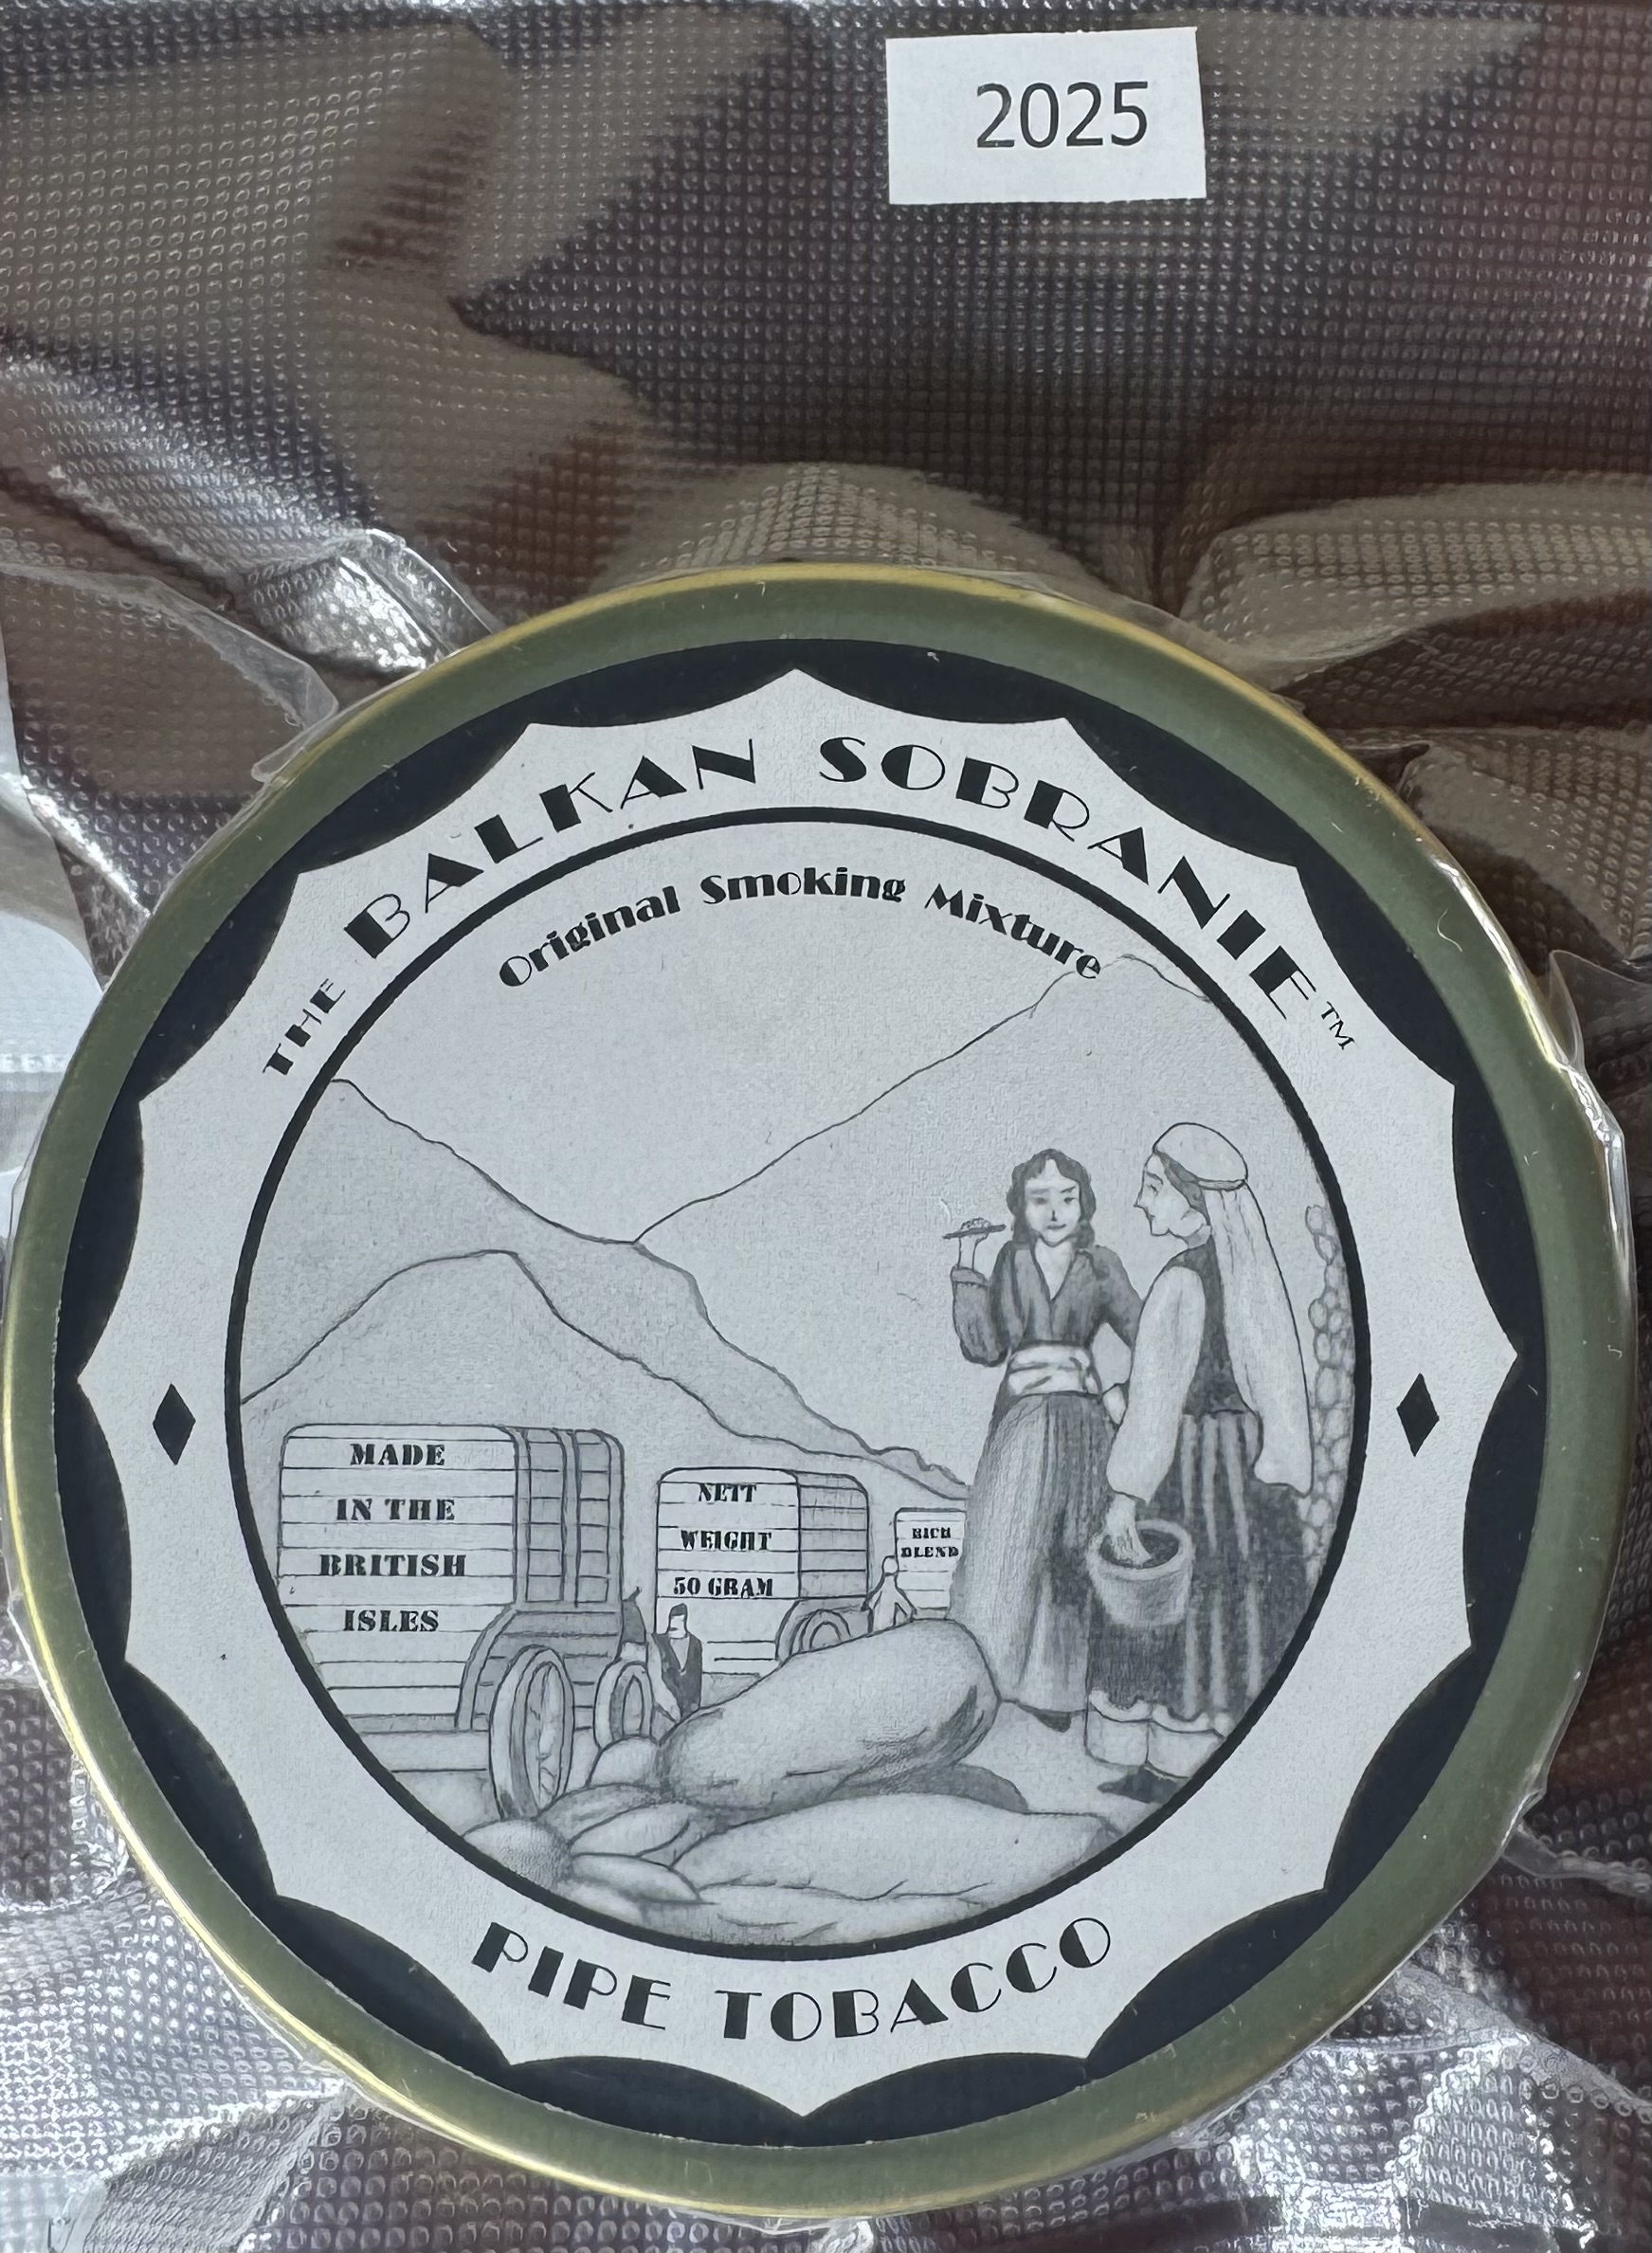 2025
THE BALKAN SOBRANIE™
Original Smoking Mixture
MADE
IN THE
BRITISH
ISLES
NETT
WEIGHT
50 GRAM
RICH
BLEND
PIPE TOBACCO